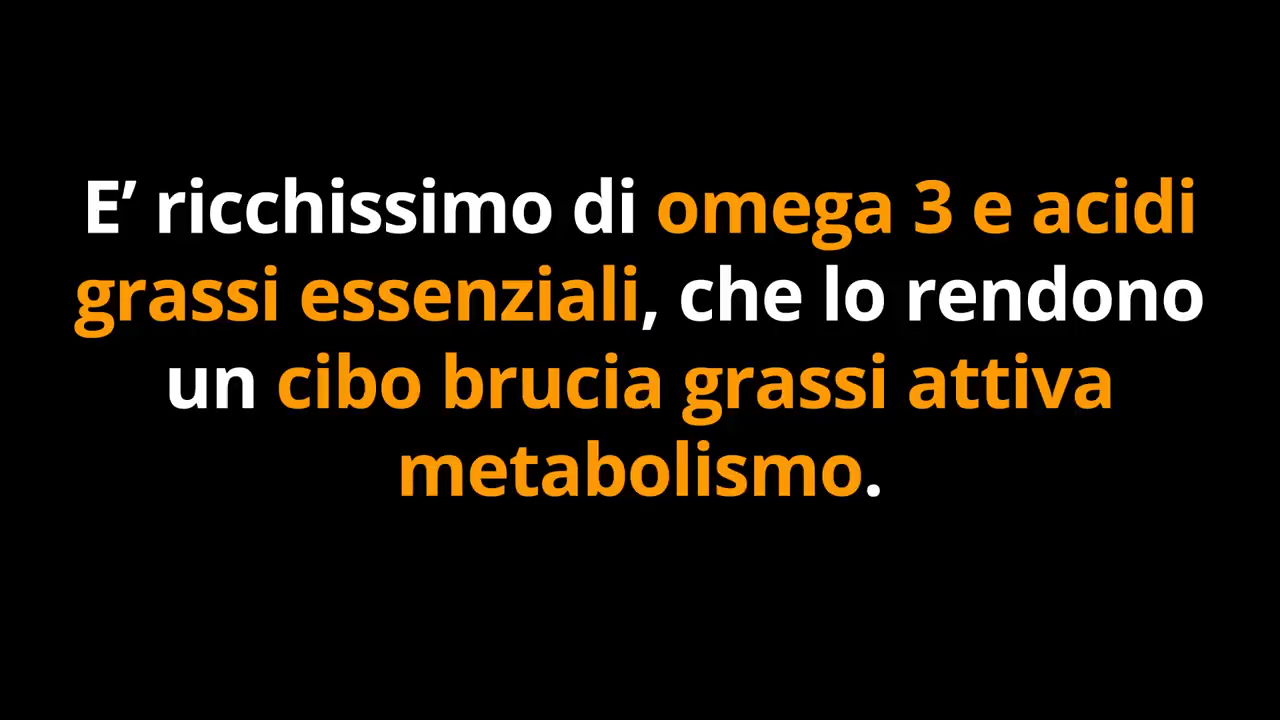 E’ ricchissimo di omega 3 e acidi
grassi essenziali, che lo rendono
un cibo brucia grassi attiva
metabolismo.